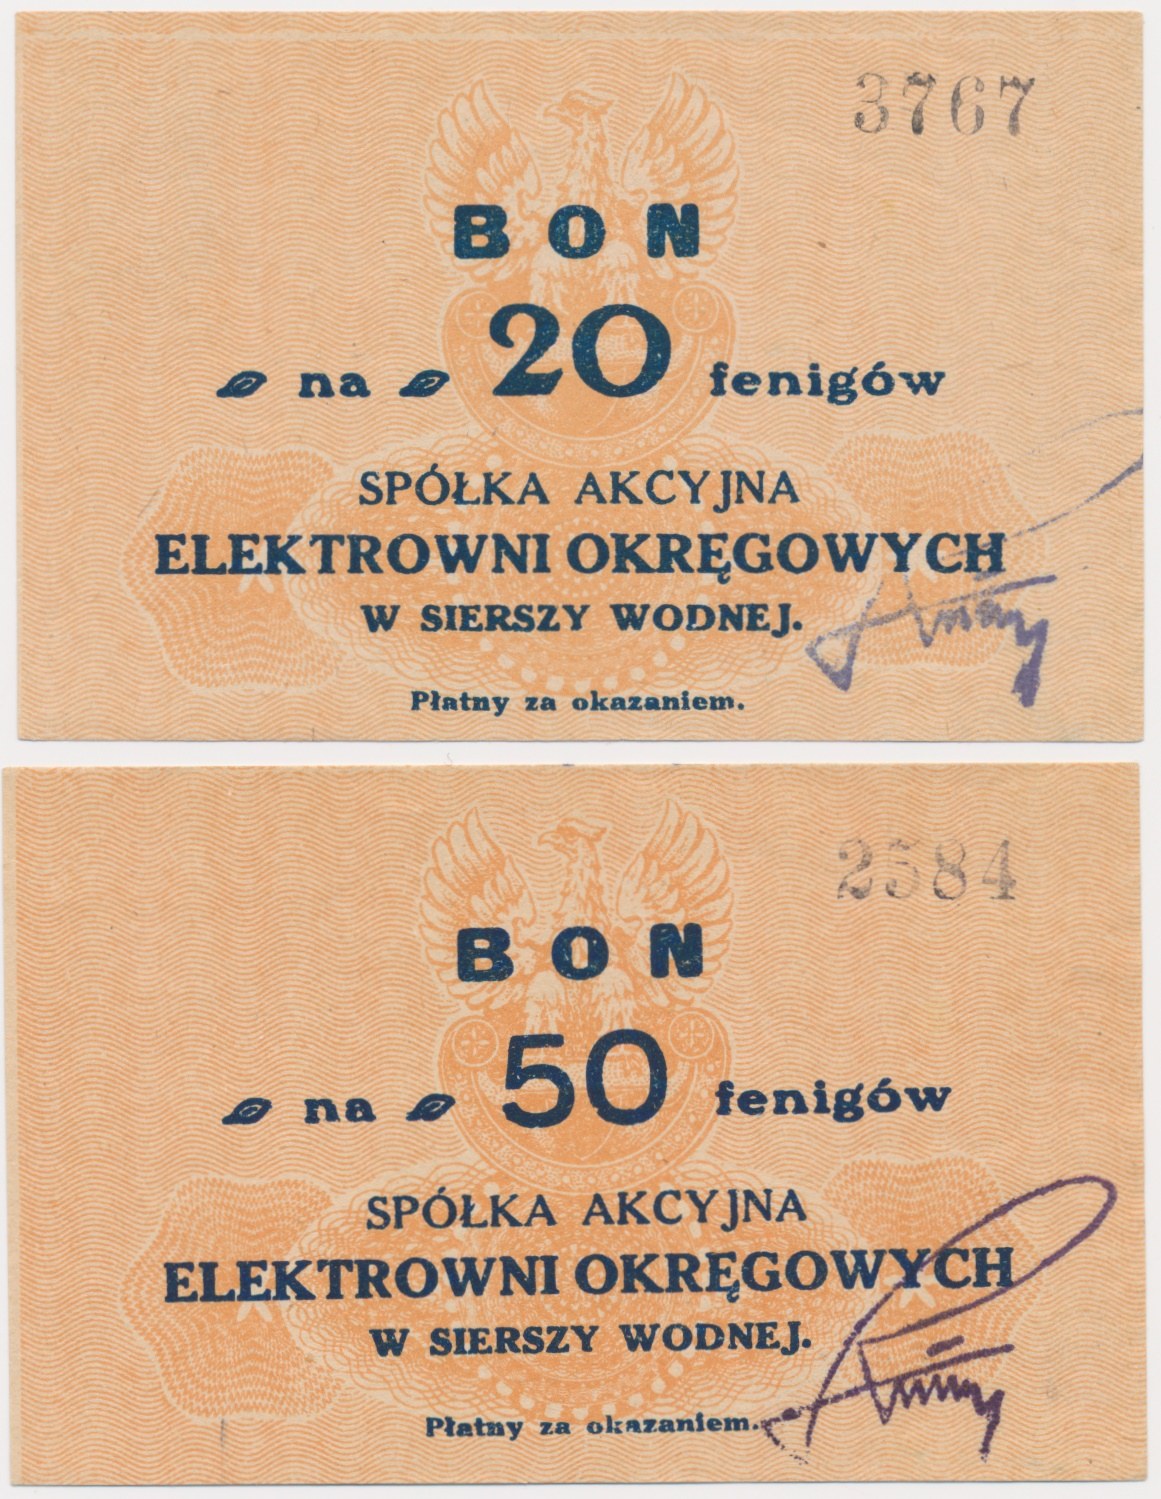 3767
BON
na 20 fenigów
SPÓŁKA AKCYJNA
ELEKTROWNI OKRĘGOWYCH
W SIERSZY WODNEJ.
Płatny za okazaniem.
2584
BON
na 50 fenigów
SPÓŁKA AKCYJNA
ELEKTROWNI OKRĘGOWYCH
W SIERSZY WODNEJ.
Płatny za okazaniem.